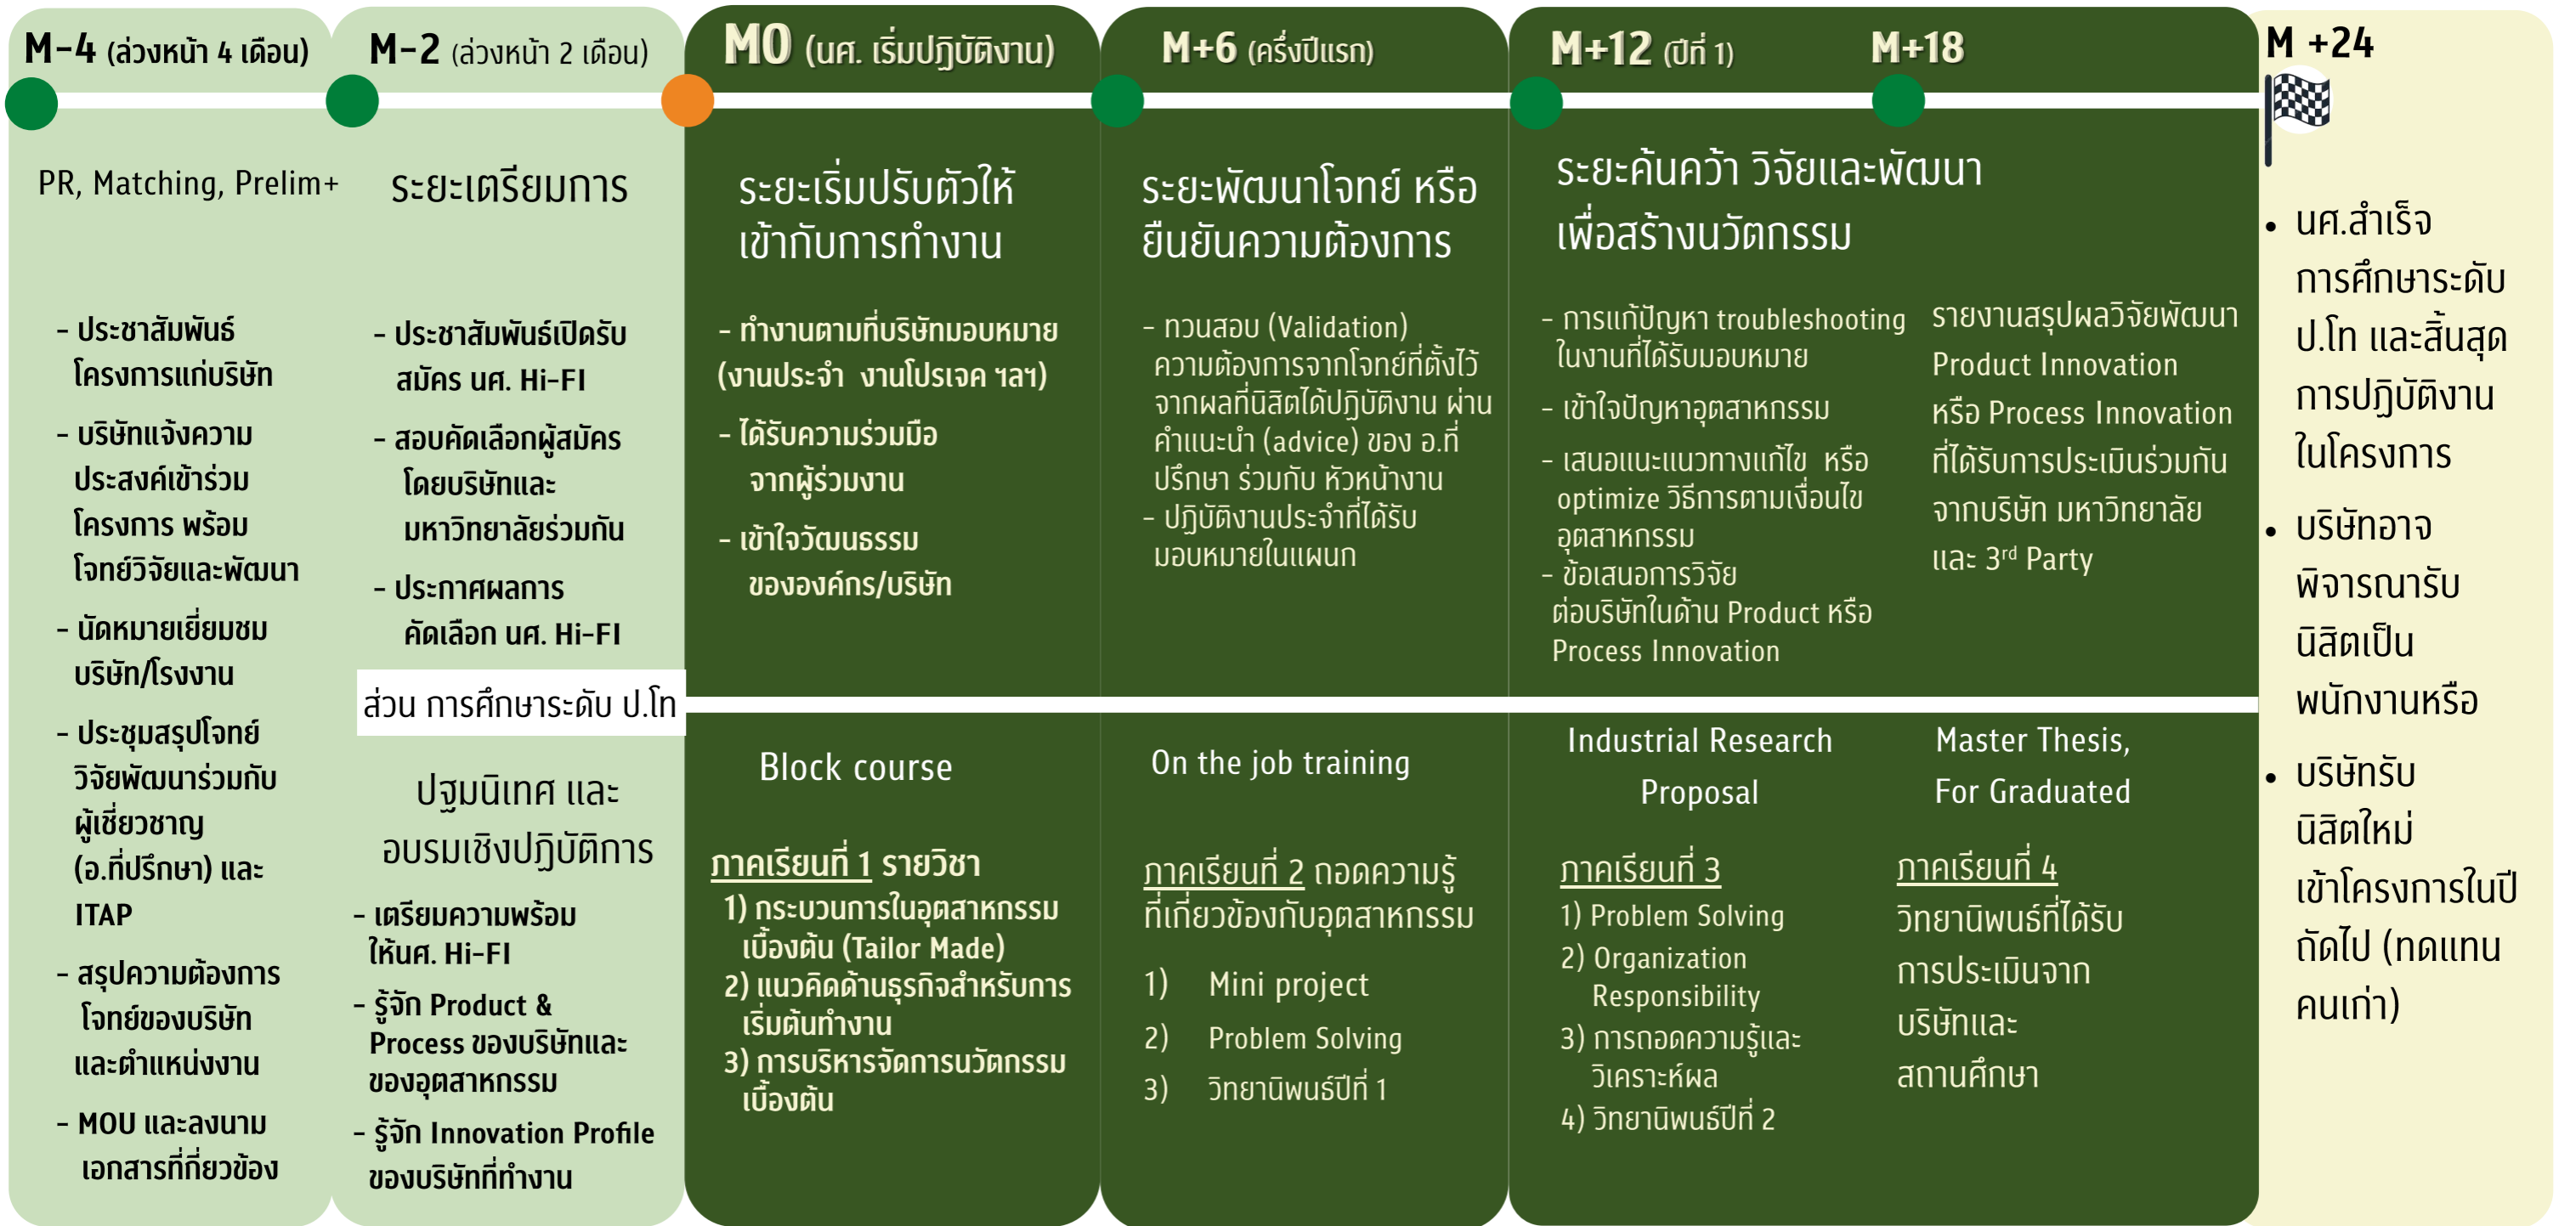 M-4 (ล่วงหน้า 4 เดือน)
PR, Matching, Prelim+
- ประชาสัมพันธ์
โครงการแก่บริษัท
- บริษัทแจ้งความ
ประสงค์เข้าร่วม
โครงการ พร้อม
โจทย์วิจัยและพัฒนา
- นัดหมายเยี่ยมชม
บริษัท/โรงงาน
- ประชุมสรุปโจทย์
วิจัยพัฒนาร่วมกับ
ผู้เชี่ยวชาญ
(อ.ที่ปรึกษา) และ
ITAP
- สรุปความต้องการ
โจทย์ของบริษัท
และตำแหน่งงาน
- MOU และลงนาม
เอกสารที่กี่ยวข้อง
M-2 (ล่วงหน้า 2 เดือน)
ระยะเตรียมการ
- ประชาสัมพันธ์เปิดรับ
สมัคร นศ. Hi-FI
- สอบคัดเลือกผู้สมัคร
โดยบริษัทและ
มหาวิทยาลัยร่วมกัน
- ประกาศผลการ
คัดเลือก นศ. Hi-FI
ส่วน การศึกษาระดับ ป.โท
ปฐมนิเทศ และ
อบรมเชิงปฏิบัติการ
- เตรียมความพร้อม
ให้นศ. Hi-FI
- รู้จัก Product &
Process ของบริษัทและ
ของอุตสาหกรรม
- รู้จัก Innovation Profile
ของบริษัทที่ทำงาน
M0 (นศ. เริ่มปฏิบัติงาน)
ระยะเริ่มปรับตัวให้
เข้ากับการทำงาน
- ทำงานตามที่บริษัทมอบหมาย
(งานประจำ งานโปรเจค ฯลฯ)
- ได้รับความร่วมมือ
จากผู้ร่วมงาน
- เข้าใจวัฒนธรรม
ขององค์กร/บริษัท
Block course
ภาคเรียนที่ 1 รายวิชา
1) กระบวนการในอุตสาหกรรม
เบื้องต้น (Tailor Made)
2) แนวคิดด้านธุรกิจสำหรับการ
เริ่มต้นทำงาน
3) การบริหารจัดการนวัตกรรม
เบื้องต้น
M+6 (ครึ่งปีแรก)
ระยะพัฒนาโจทย์ หรือ
ยืนยันความต้องการ
- ทวนสอบ (Validation)
ความต้องการจากโจทย์ที่ตั้งไว้
จากผลที่นิสิตได้ปฏิบัติงาน ผ่าน
คำแนะนำ (advice) ของ อ.ที่
ปรึกษา ร่วมกับ หัวหน้างาน
- ปฏิบัติงานประจำที่ได้รับ
มอบหมายในแผนก
On the job training
ภาคเรียนที่ 2 ถอดความรู้
ที่เกี่ยวข้องกับอุตสาหกรรม
1) Mini project
2) Problem Solving
3) วิทยานิพนธ์ปีที่ 1
M+12 (ปีที่ 1)
M+18
ระยะค้นคว้า วิจัยและพัฒนา
เพื่อสร้างนวัตกรรม
- การแก้ปัญหา troubleshooting
ในงานที่ได้รับมอบหมาย
- เข้าใจปัญหาอุตสาหกรรม
- เสนอแนะแนวทางแก้ไข หรือ
optimize วิธีการตามเงื่อนไข
อุตสาหกรรม
- ข้อเสนอการวิจัย
ต่อบริษัทในด้าน Product หรือ
Process Innovation
รายงานสรุปผลวิจัยพัฒนา
Product Innovation
หรือ Process Innovation
ที่ได้รับการประเมินร่วมกัน
จากบริษัท มหาวิทยาลัย
และ 3rd Party
Industrial Research
Proposal
ภาคเรียนที่ 3
1) Problem Solving
2) Organization
Responsibility
3) การถอดความรู้และ
วิเคราะห์ผล
4) วิทยานิพนธ์ปีที่ 2
Master Thesis,
For Graduated
ภาคเรียนที่ 4
วิทยานิพนธ์ที่ได้รับ
การประเมินจาก
บริษัทและ
สถานศึกษา
M +24
• นศ.สำเร็จ
การศึกษาระดับ
ป.โท และสิ้นสุด
การปฏิบัติงาน
ในโครงการ
• บริษัทอาจ
พิจารณารับ
นิสิตเป็น
พนักงานหรือ
• บริษัทรับ
นิสิตใหม่
เข้าโครงการในปี
ถัดไป (ทดแทน
คนเก่า)